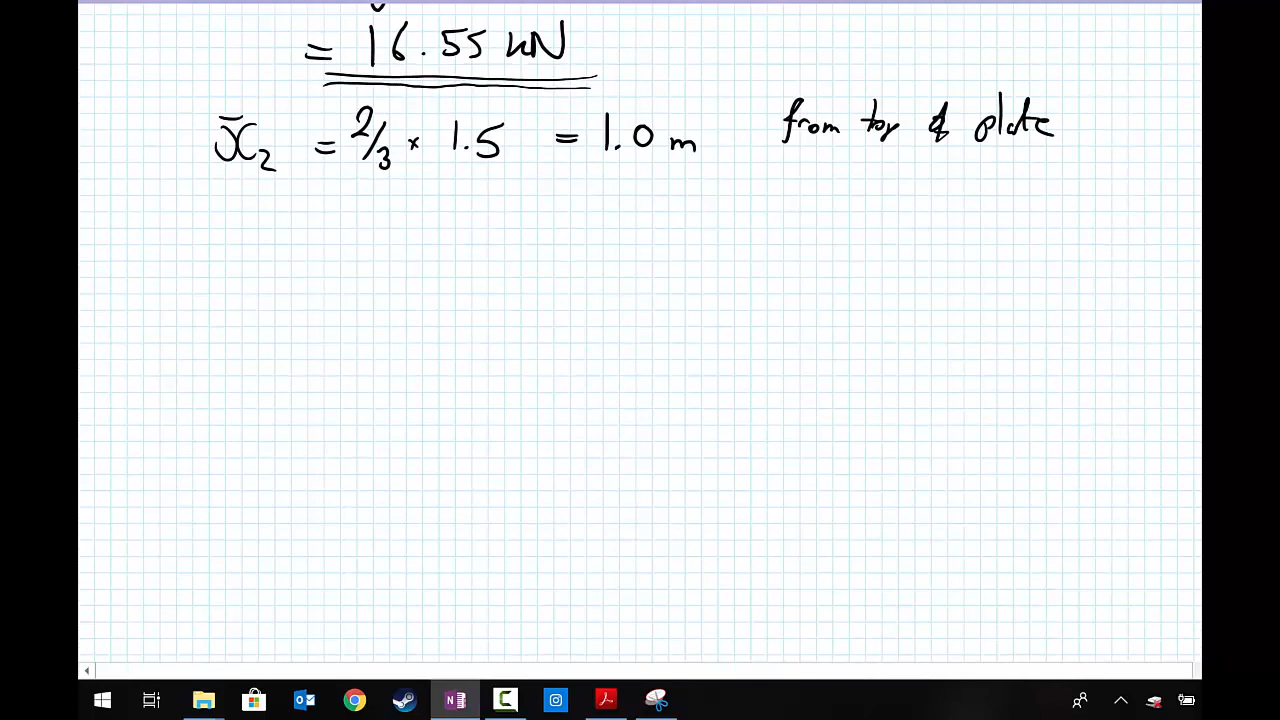 = 16.55 kN
x̄₂ = 2/3 × 1.5 = 1.0 m from top of plate